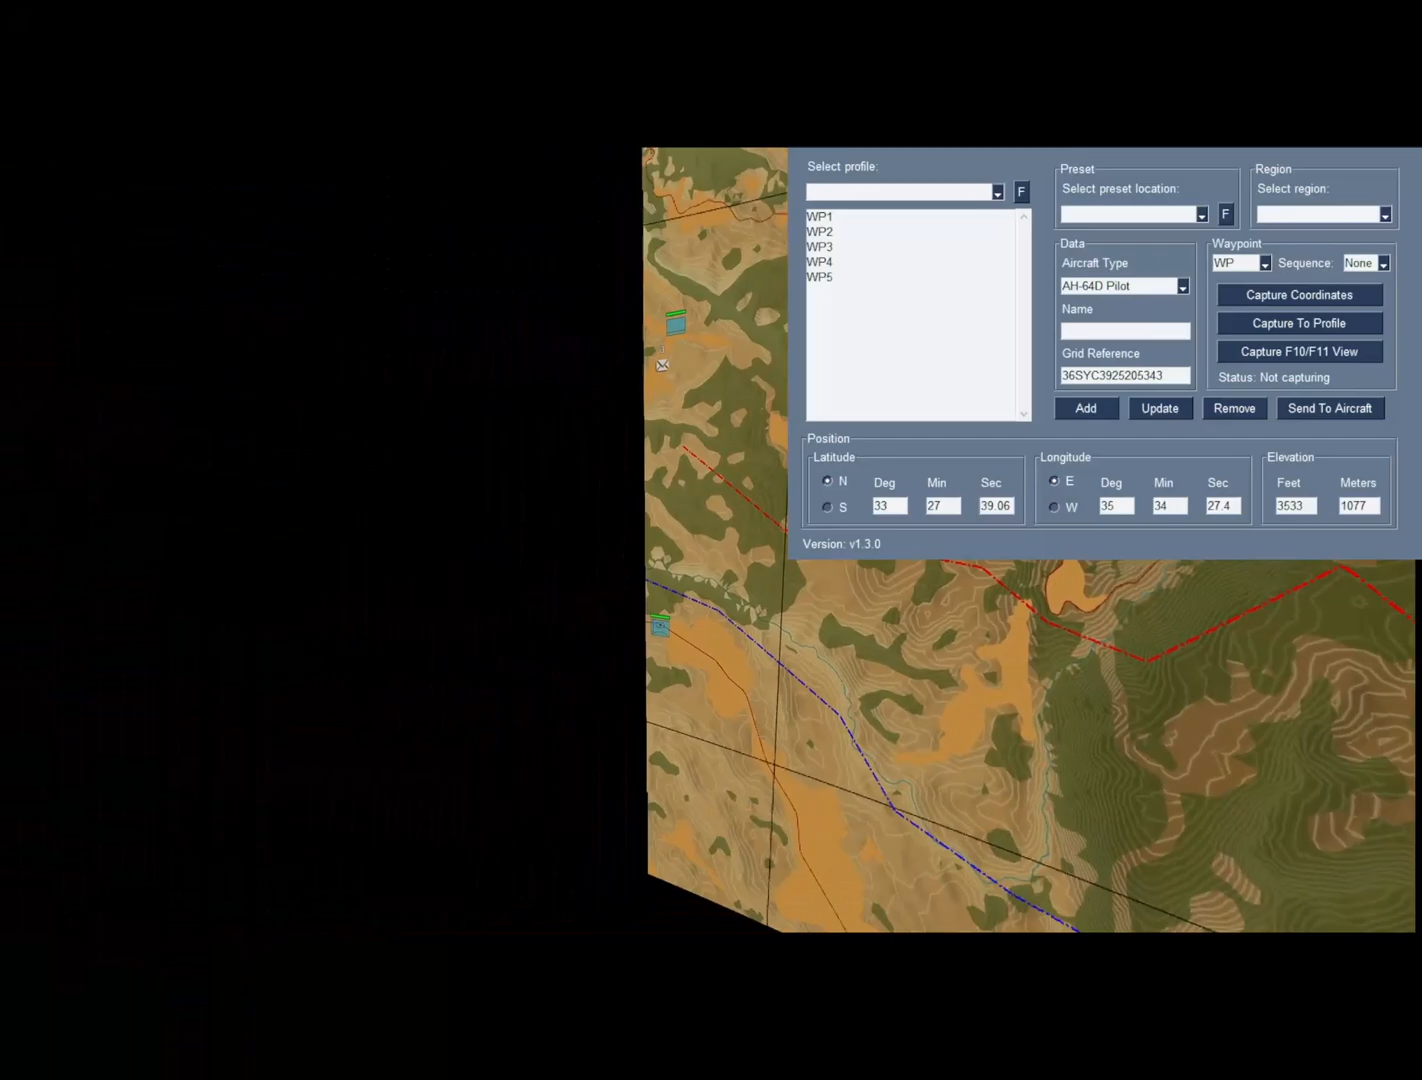 Select profile:
F
WP1
WP2
WP3
WP4
WP5
Preset
Select preset location:
F
Region
Select region:
Data
Aircraft Type
AH-64D Pilot
Name
Grid Reference
36SYC3925205343
Waypoint
WP
Sequence:
None
Capture Coordinates
Capture To Profile
Capture F10/F11 View
Status: Not capturing
Add
Update
Remove
Send To Aircraft
Position
Latitude
N
S
Deg
Min
Sec
33
27
39.06
Longitude
E
W
Deg
Min
Sec
35
34
27.4
Elevation
Feet
Meters
3533
1077
Version: v1.3.0